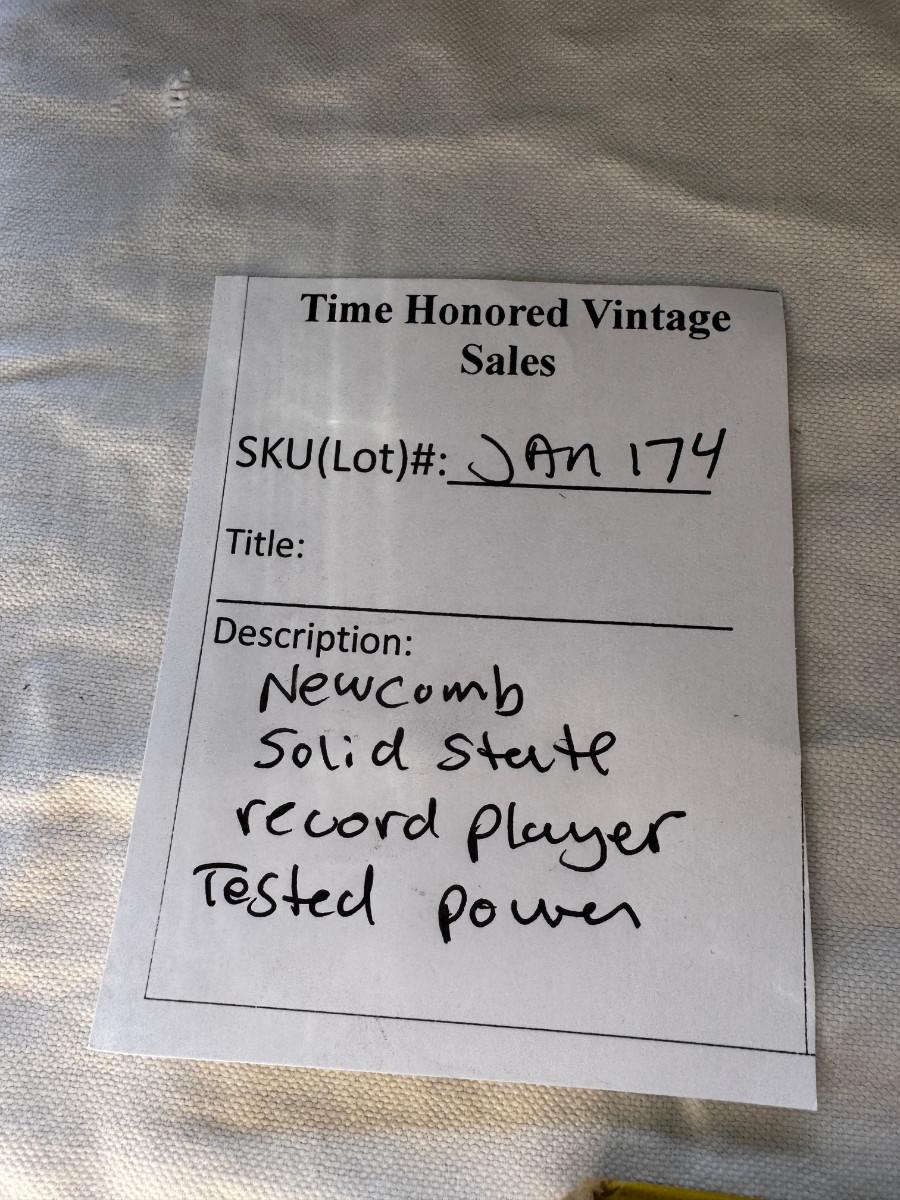 Time Honored Vintage
Sales
SKU(Lot)#: JAN 174
Title:
Description:
Newcomb
Solid State
record player
Tested power